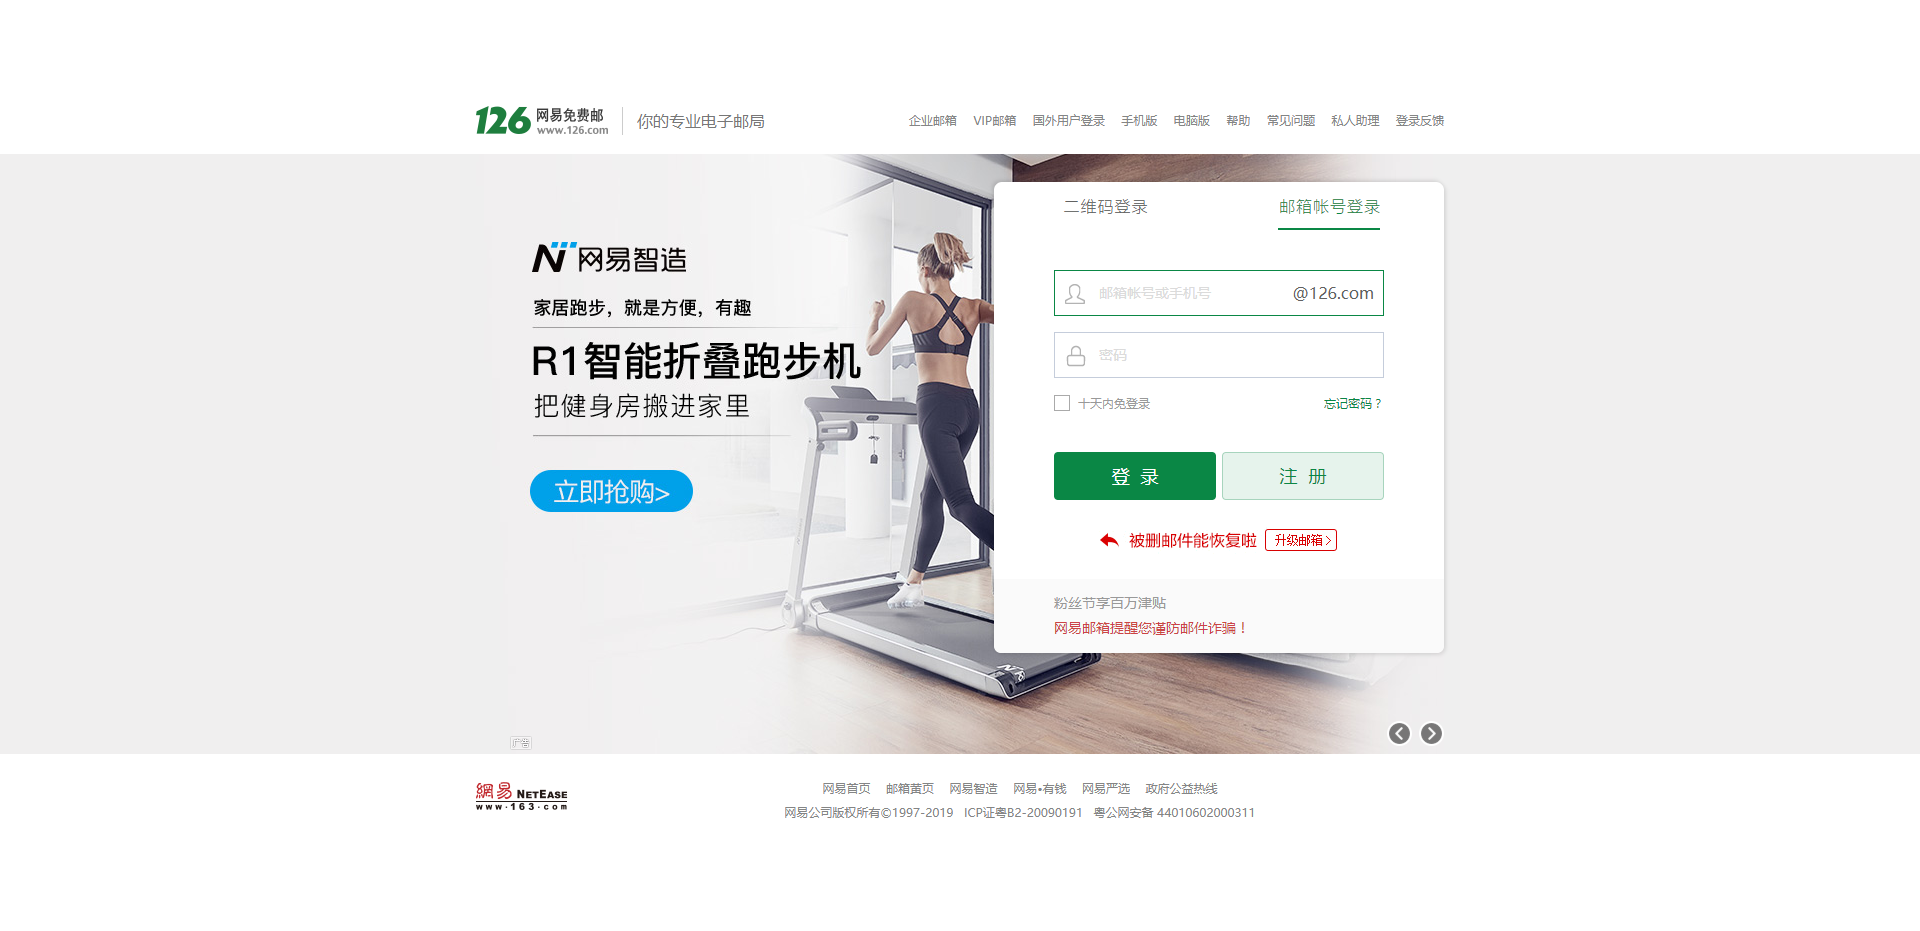 126 网易免费邮 www.126.com 你的专业电子邮局
企业邮箱 VIP邮箱 国外用户登录 手机版 电脑版 帮助 常见问题 私人助理 登录反馈
网易智造
家居跑步，就是方便，有趣
R1智能折叠跑步机
把健身房搬进家里
立即抢购>
广告
二维码登录 邮箱帐号登录
邮箱帐号或手机号 @126.com
密码
十天内免登录 忘记密码？
登 录 注 册
被删邮件能恢复啦 升级邮箱>
粉丝节享百万津贴
网易邮箱提醒您谨防邮件诈骗！
網易 NETEASE
www.163.com
网易首页 邮箱黄页 网易智造 网易•有钱 网易严选 政府公益热线
网易公司版权所有©1997-2019 ICP证粤B2-20090191 粤公网安备 44010602000311